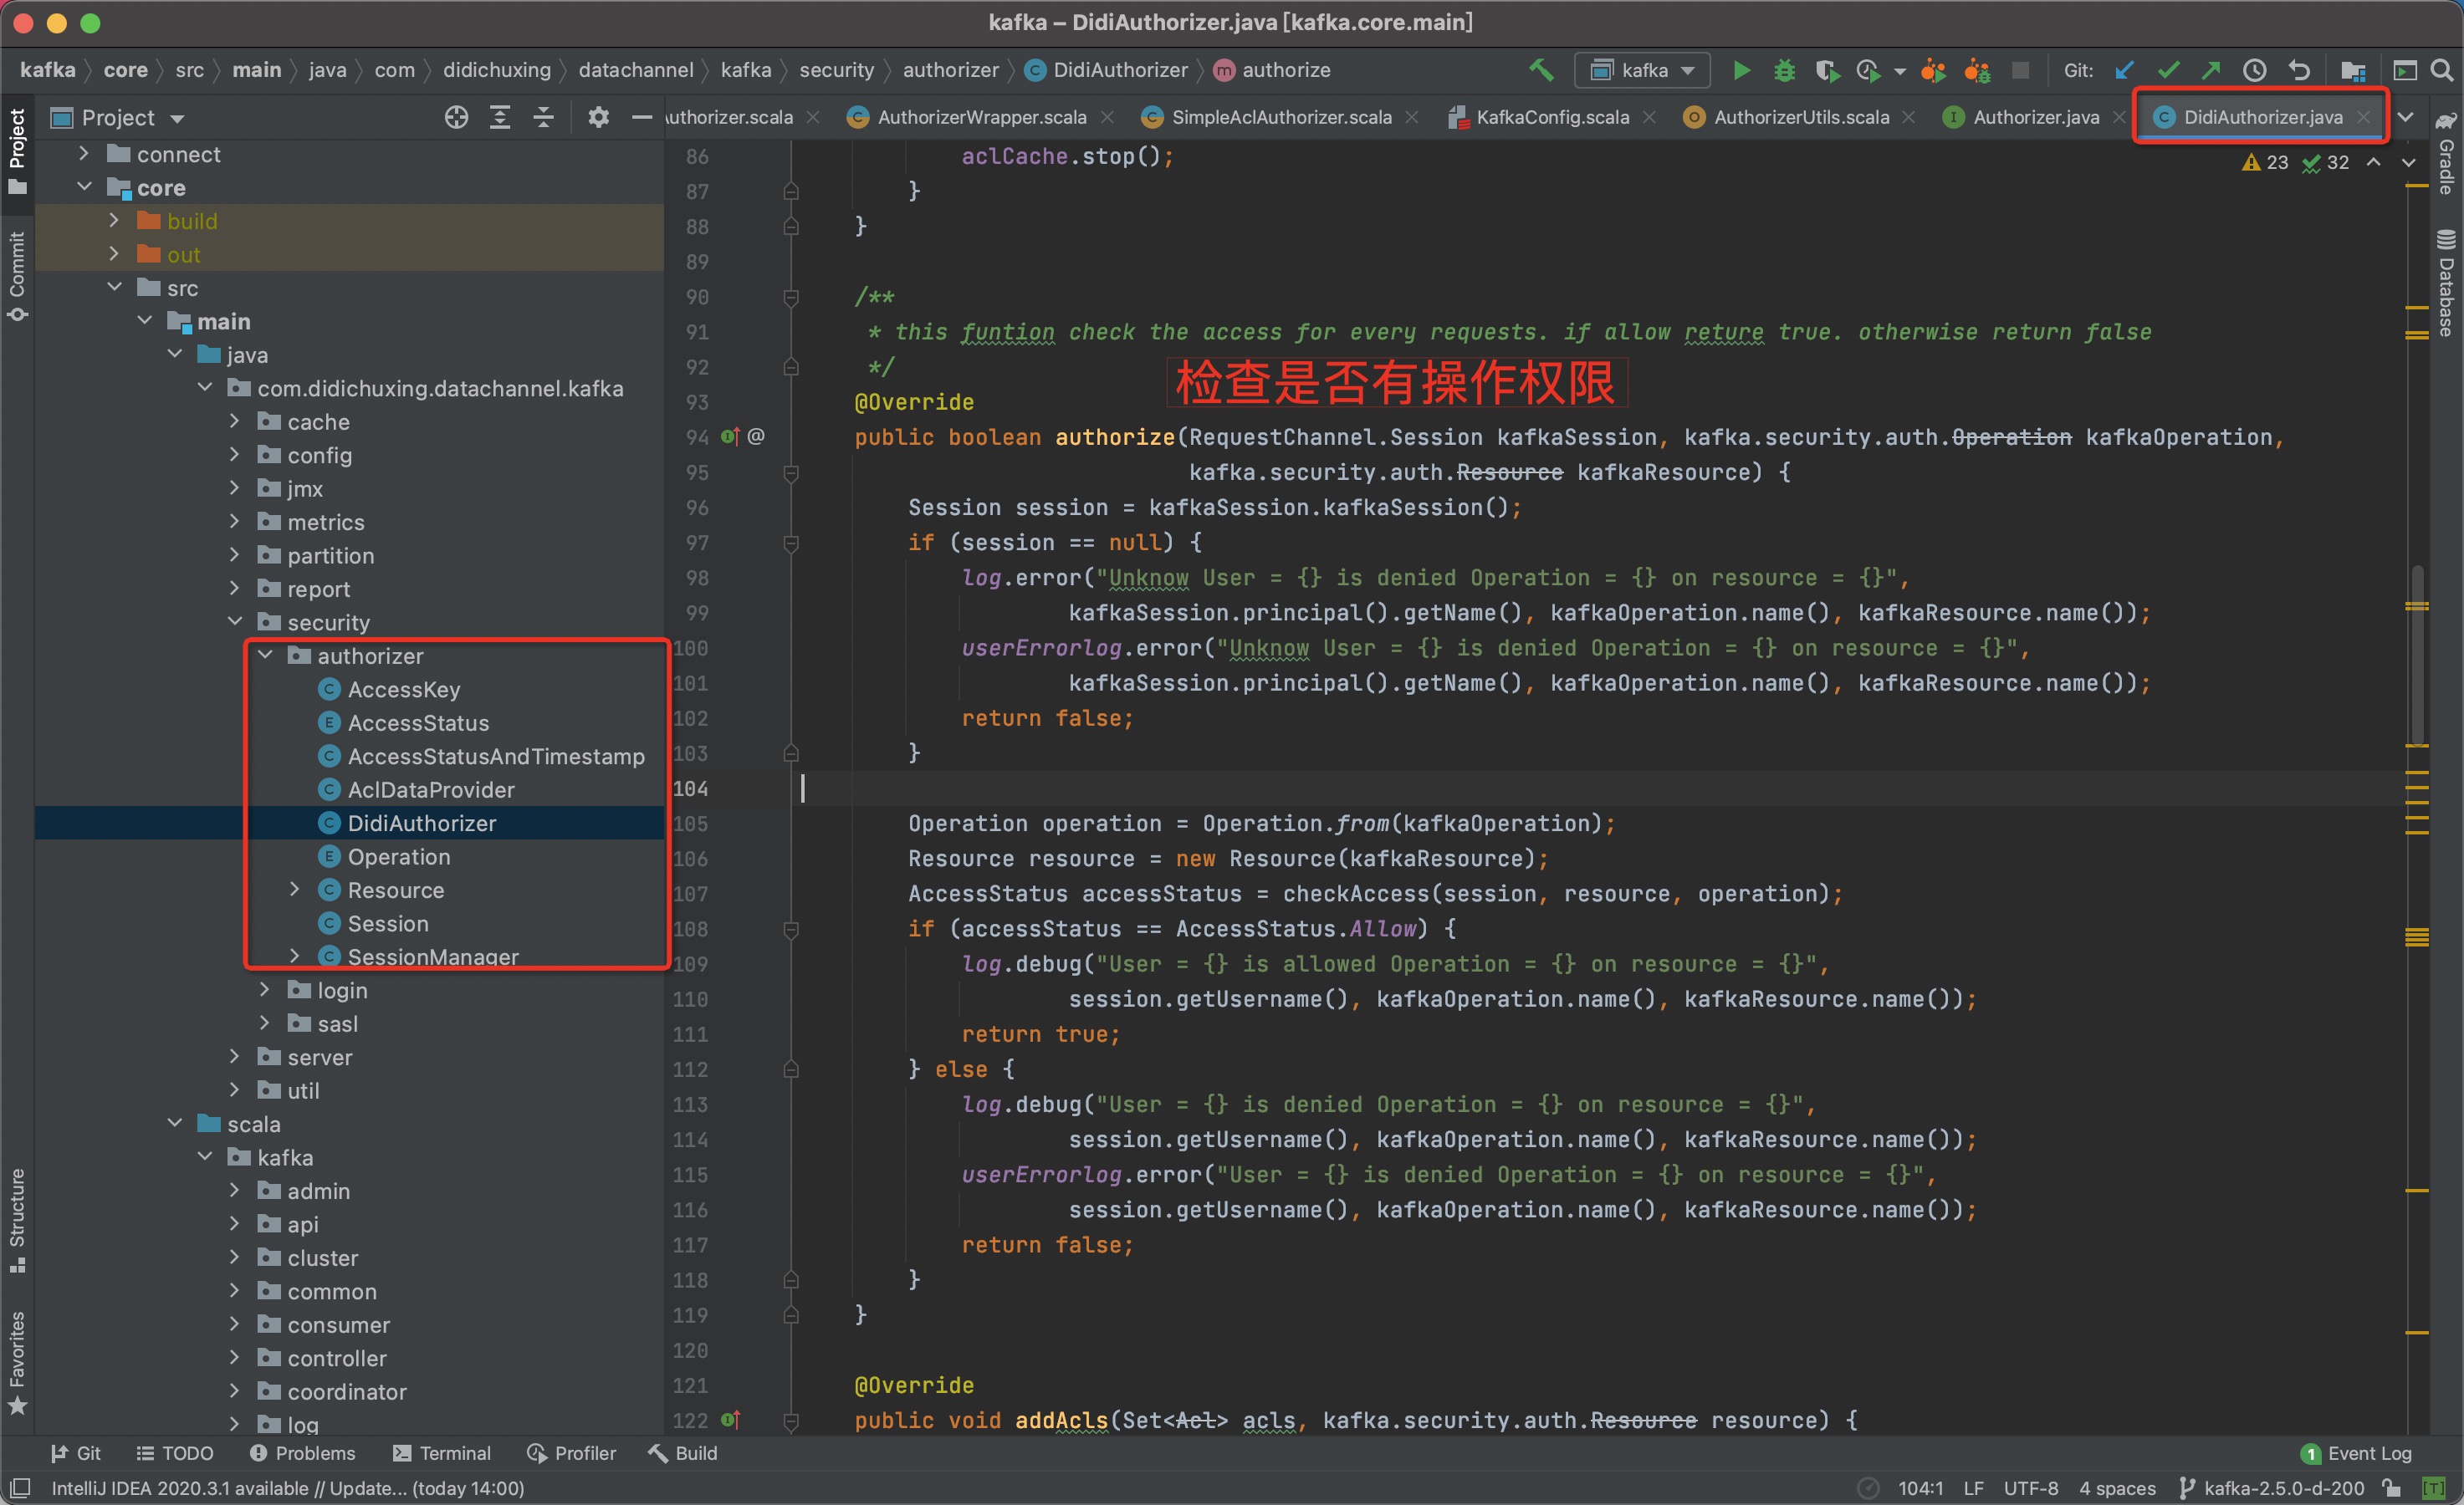 kafka – DidiAuthorizer.java [kafka.core.main]
kafka core src main java com didichuxing datachannel kafka security authorizer DidiAuthorizer authorize
kafka Git:
Project
uthorizer.scala AuthorizerWrapper.scala SimpleAclAuthorizer.scala KafkaConfig.scala AuthorizerUtils.scala Authorizer.java DidiAuthorizer.java
23 32
Project
Commit
Structure
Favorites
Gradle
Database
connect
core
build
out
src
main
java
com.didichuxing.datachannel.kafka
cache
config
jmx
metrics
partition
report
security
authorizer
AccessKey
AccessStatus
AccessStatusAndTimestamp
AclDataProvider
DidiAuthorizer
Operation
Resource
Session
SessionManager
login
sasl
server
util
scala
kafka
admin
api
cluster
common
consumer
controller
coordinator
log
86 aclCache.stop();
87 }
88 }
89
90 /**
91 * this funtion check the access for every requests. if allow reture true. otherwise return false
92 */
检查是否有操作权限
93 @Override
94 @ public boolean authorize(RequestChannel.Session kafkaSession, kafka.security.auth.Operation kafkaOperation,
95 kafka.security.auth.Resource kafkaResource) {
96 Session session = kafkaSession.kafkaSession();
97 if (session == null) {
98 log.error("Unknow User = {} is denied Operation = {} on resource = {}",
99 kafkaSession.principal().getName(), kafkaOperation.name(), kafkaResource.name());
100 userErrorlog.error("Unknow User = {} is denied Operation = {} on resource = {}",
101 kafkaSession.principal().getName(), kafkaOperation.name(), kafkaResource.name());
102 return false;
103 }
104
105 Operation operation = Operation.from(kafkaOperation);
106 Resource resource = new Resource(kafkaResource);
107 AccessStatus accessStatus = checkAccess(session, resource, operation);
108 if (accessStatus == AccessStatus.Allow) {
109 log.debug("User = {} is allowed Operation = {} on resource = {}",
110 session.getUsername(), kafkaOperation.name(), kafkaResource.name());
111 return true;
112 } else {
113 log.debug("User = {} is denied Operation = {} on resource = {}",
114 session.getUsername(), kafkaOperation.name(), kafkaResource.name());
115 userErrorlog.error("User = {} is denied Operation = {} on resource = {}",
116 session.getUsername(), kafkaOperation.name(), kafkaResource.name());
117 return false;
118 }
119 }
120
121 @Override
122 public void addAcls(Set<Acl> acls, kafka.security.auth.Resource resource) {
Git TODO Problems Terminal Profiler Build 1 Event Log
IntelliJ IDEA 2020.3.1 available // Update... (today 14:00) 104:1 LF UTF-8 4 spaces kafka-2.5.0-d-200 [T]